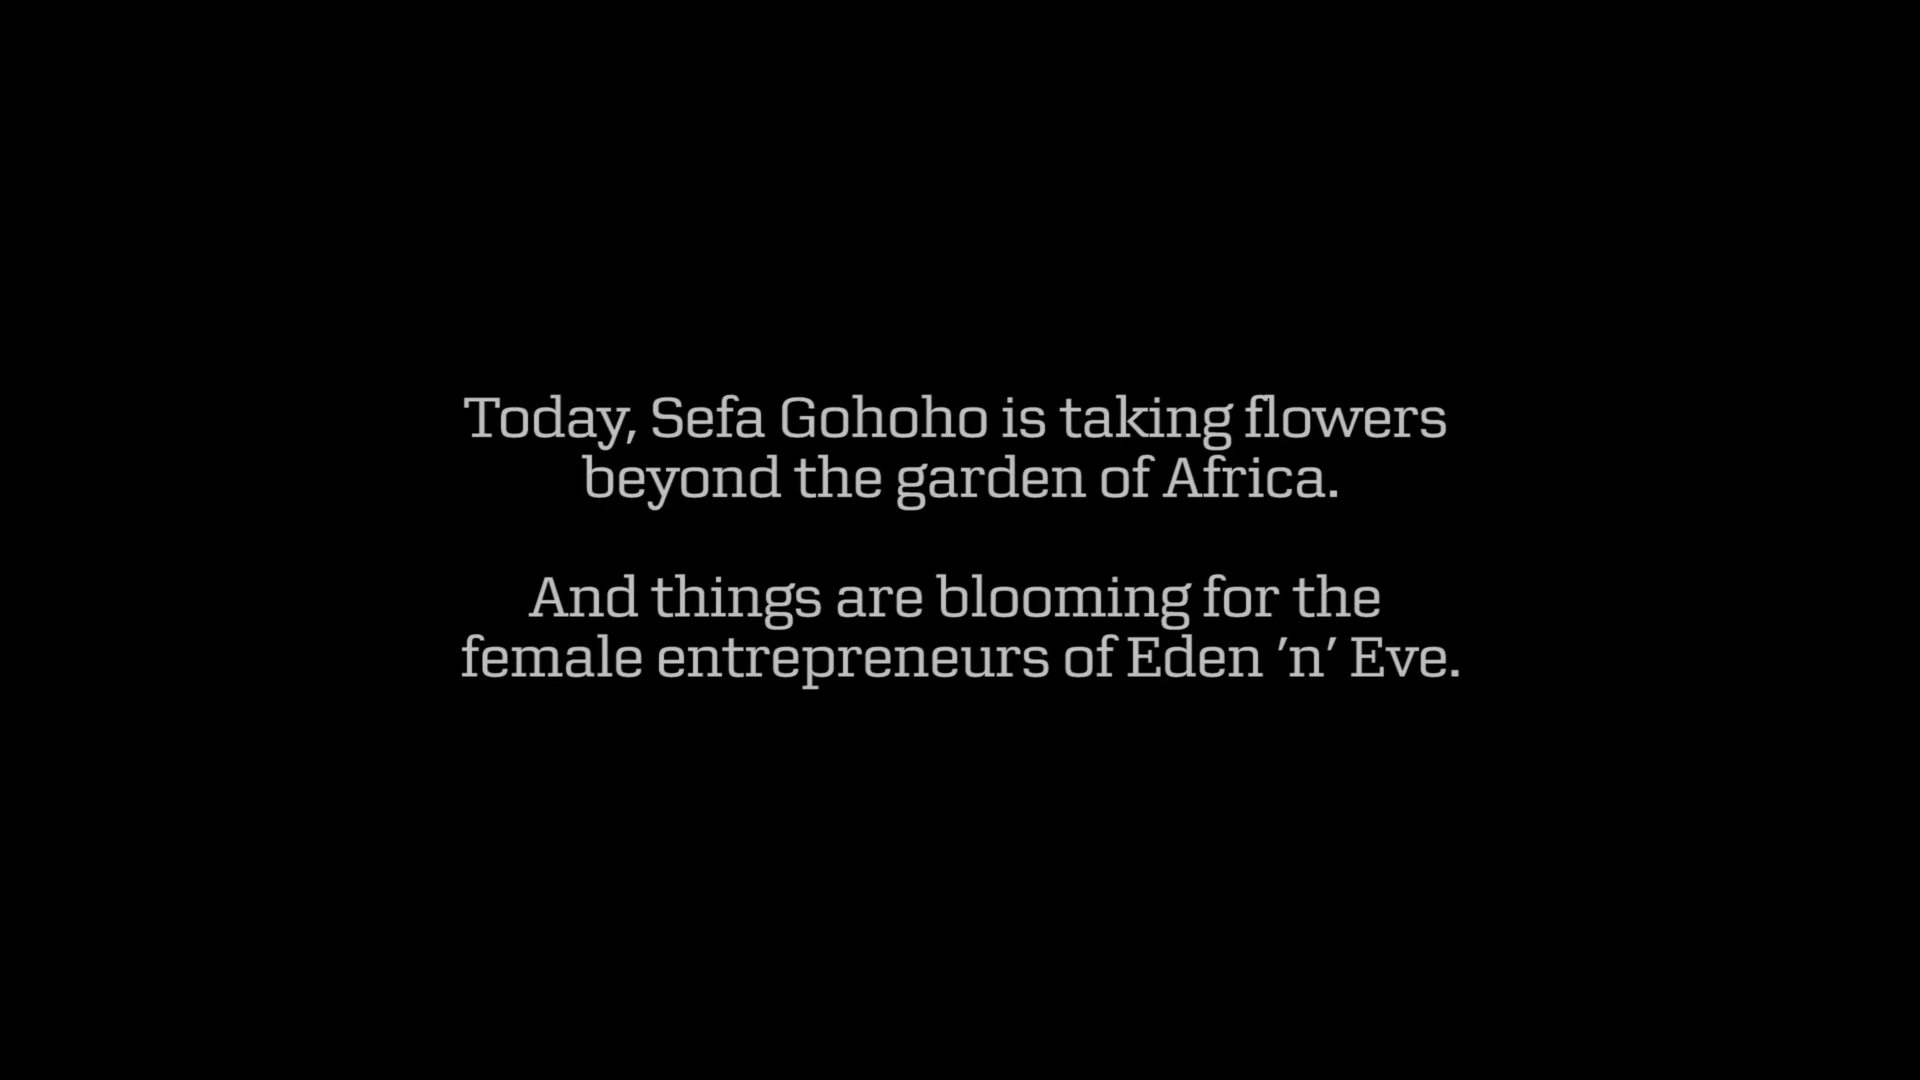 Today, Sefa Gohoho is taking flowers
beyond the garden of Africa.
And things are blooming for the
female entrepreneurs of Eden ’n’ Eve.